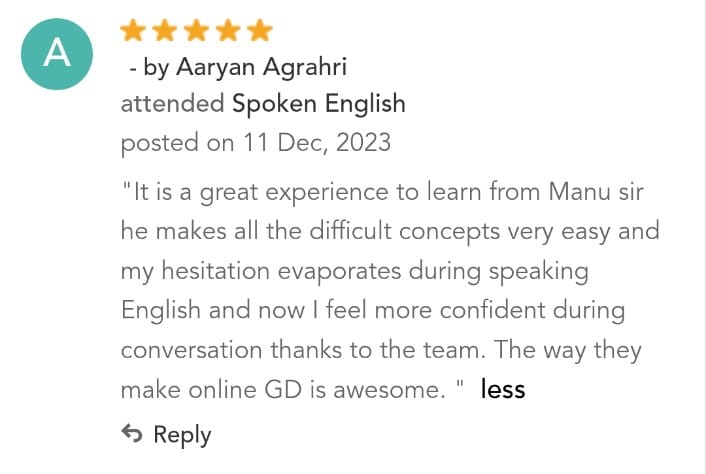 A
- by Aaryan Agrahri
attended Spoken English
posted on 11 Dec, 2023
"It is a great experience to learn from Manu sir
he makes all the difficult concepts very easy and
my hesitation evaporates during speaking
English and now I feel more confident during
conversation thanks to the team. The way they
make online GD is awesome. " less
Reply